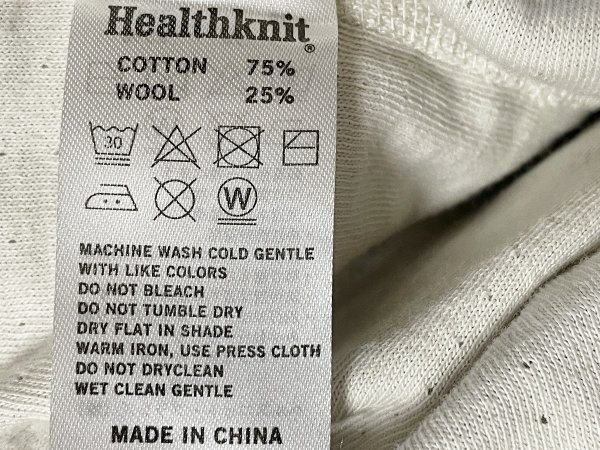 Healthknit®
COTTON 75%
WOOL 25%
30
W
MACHINE WASH COLD GENTLE
WITH LIKE COLORS
DO NOT BLEACH
DO NOT TUMBLE DRY
DRY FLAT IN SHADE
WARM IRON, USE PRESS CLOTH
DO NOT DRYCLEAN
WET CLEAN GENTLE
MADE IN CHINA